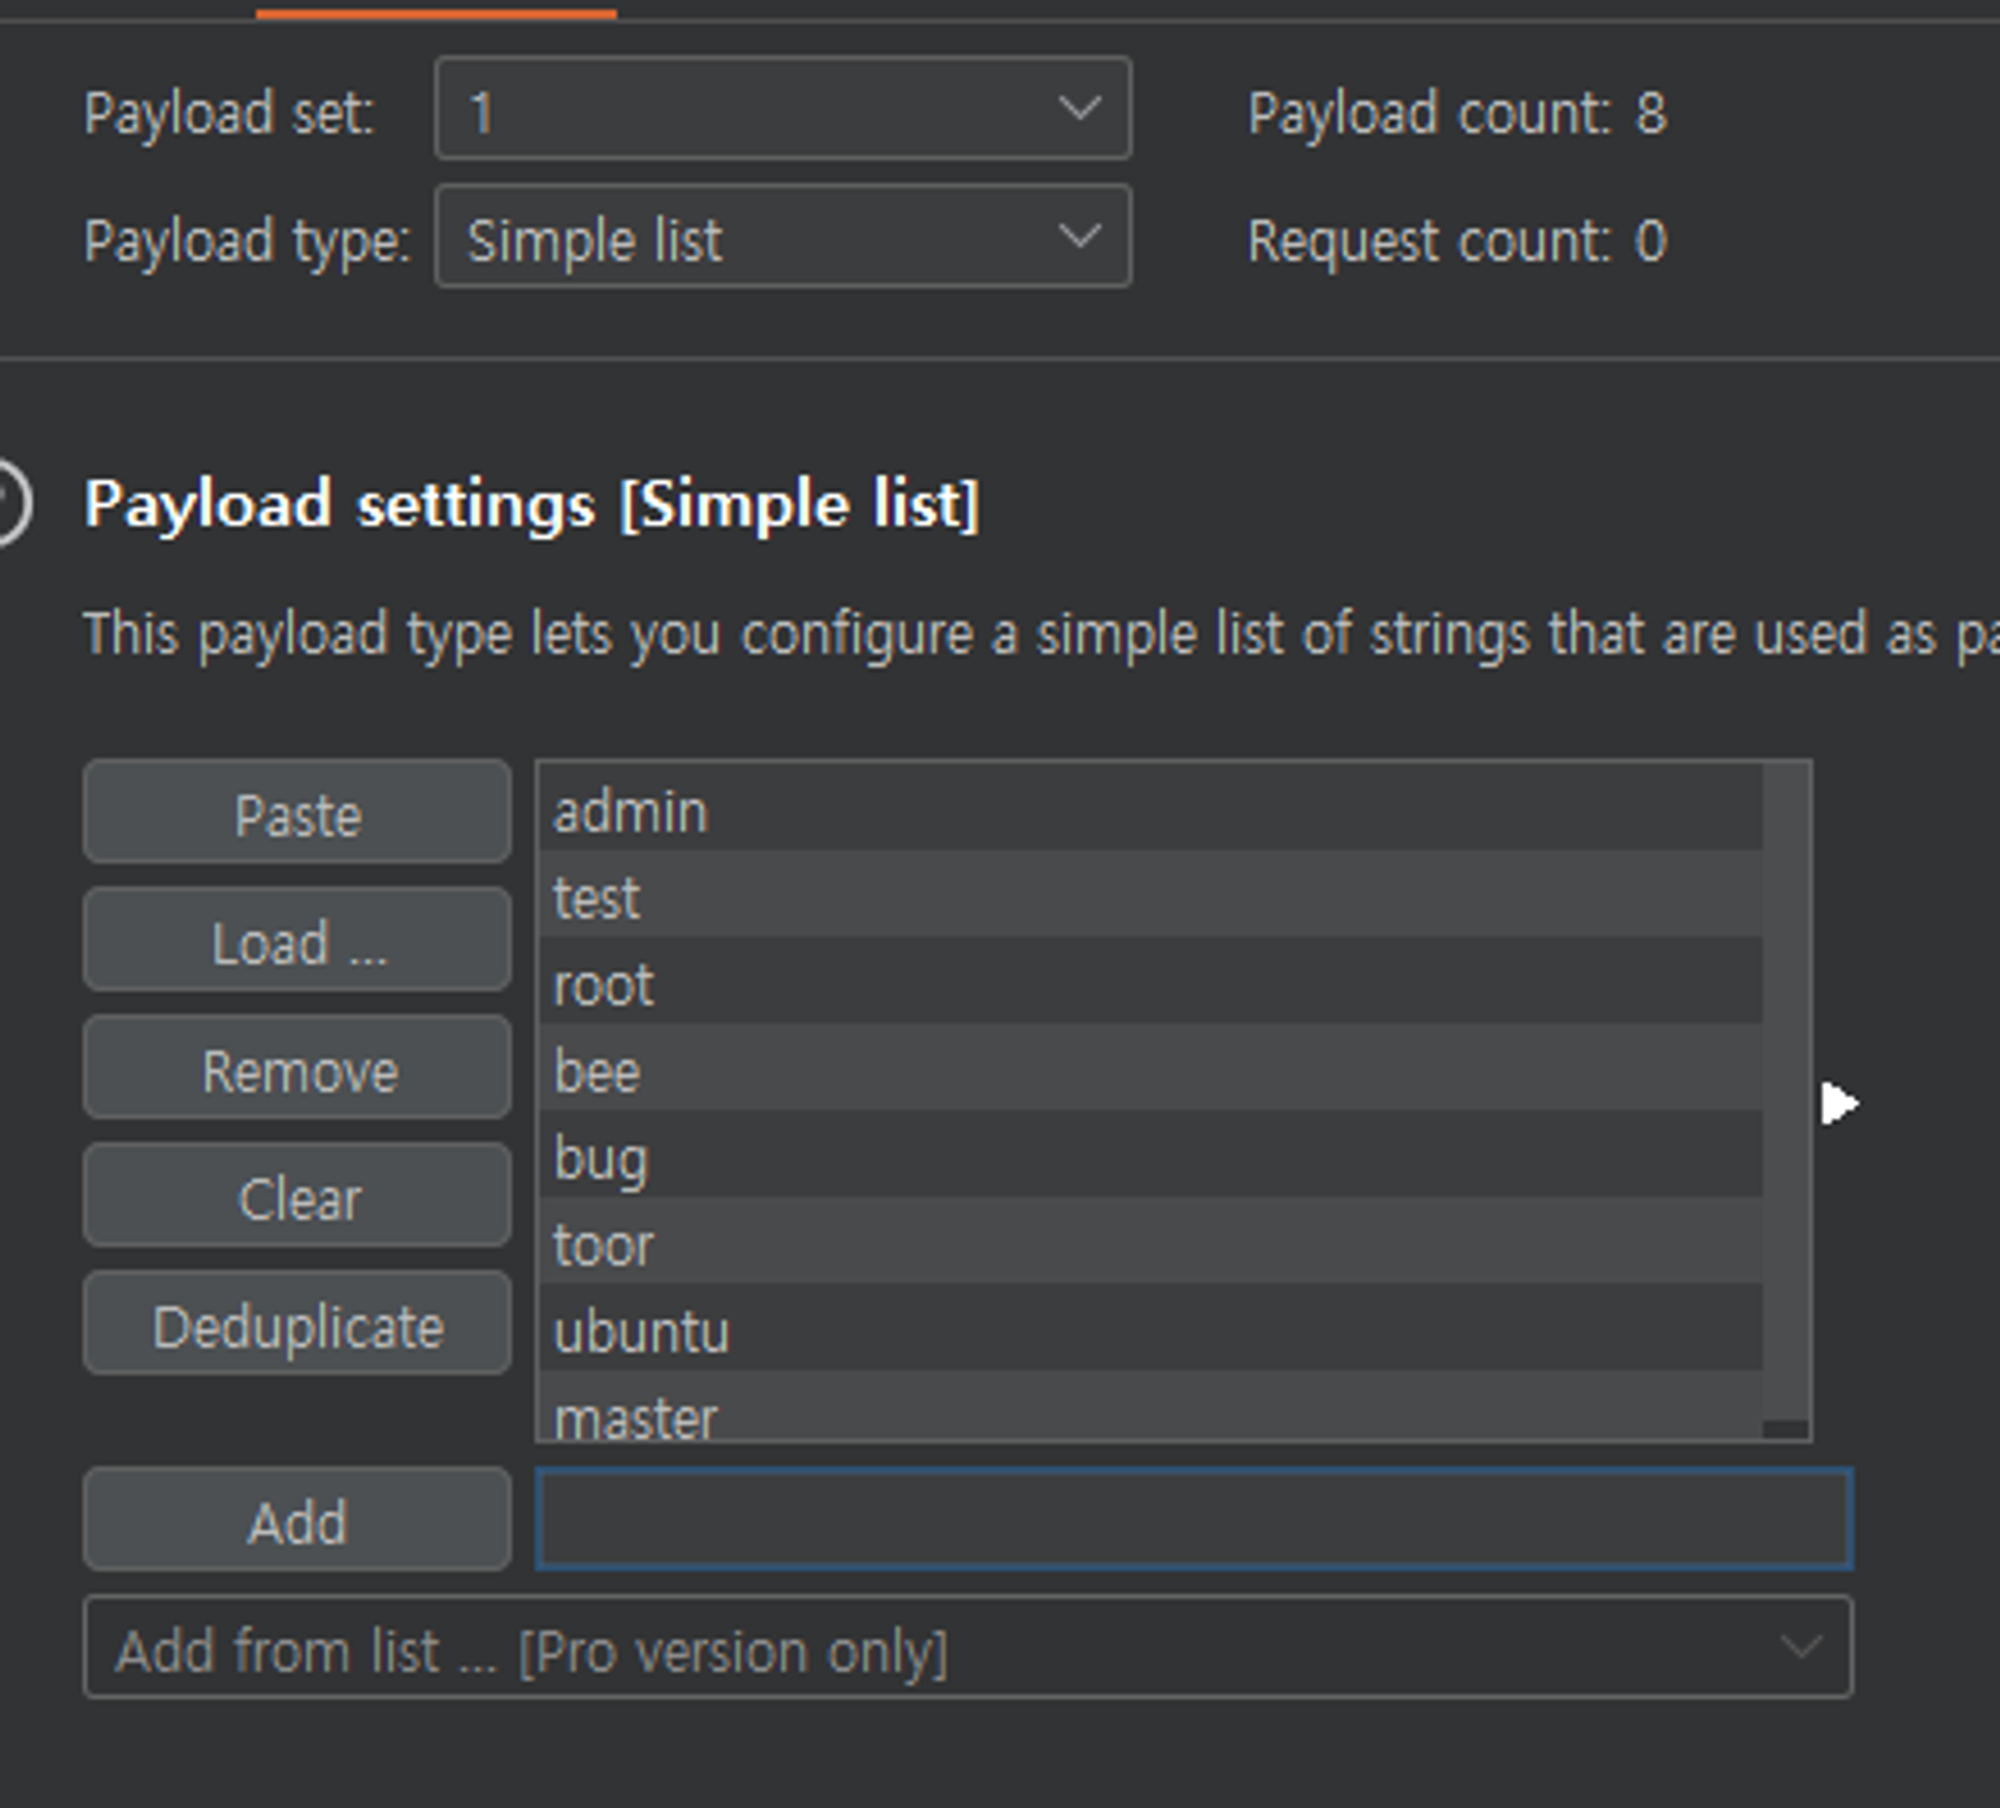 Payload set: 1 Payload count: 8
Payload type: Simple list Request count: 0
Payload settings [Simple list]
This payload type lets you configure a simple list of strings that are used as pa
Paste
Load ...
Remove
Clear
Deduplicate
admin
test
root
bee
bug
toor
ubuntu
master
Add
Add from list ... [Pro version only]